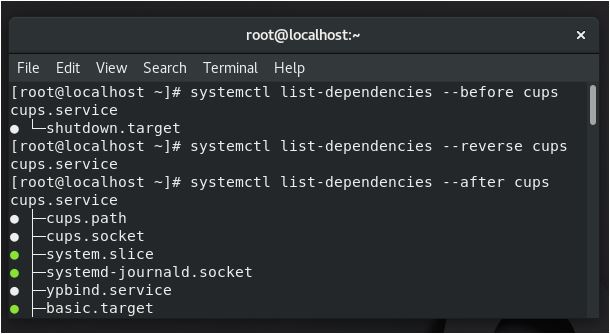 root@localhost:~ ×
File Edit View Search Terminal Help
[root@localhost ~]# systemctl list-dependencies --before cups
cups.service
● └─shutdown.target
[root@localhost ~]# systemctl list-dependencies --reverse cups
cups.service
[root@localhost ~]# systemctl list-dependencies --after cups
cups.service
● ├─cups.path
● ├─cups.socket
● ├─system.slice
● ├─systemd-journald.socket
● ├─ypbind.service
● ├─basic.target